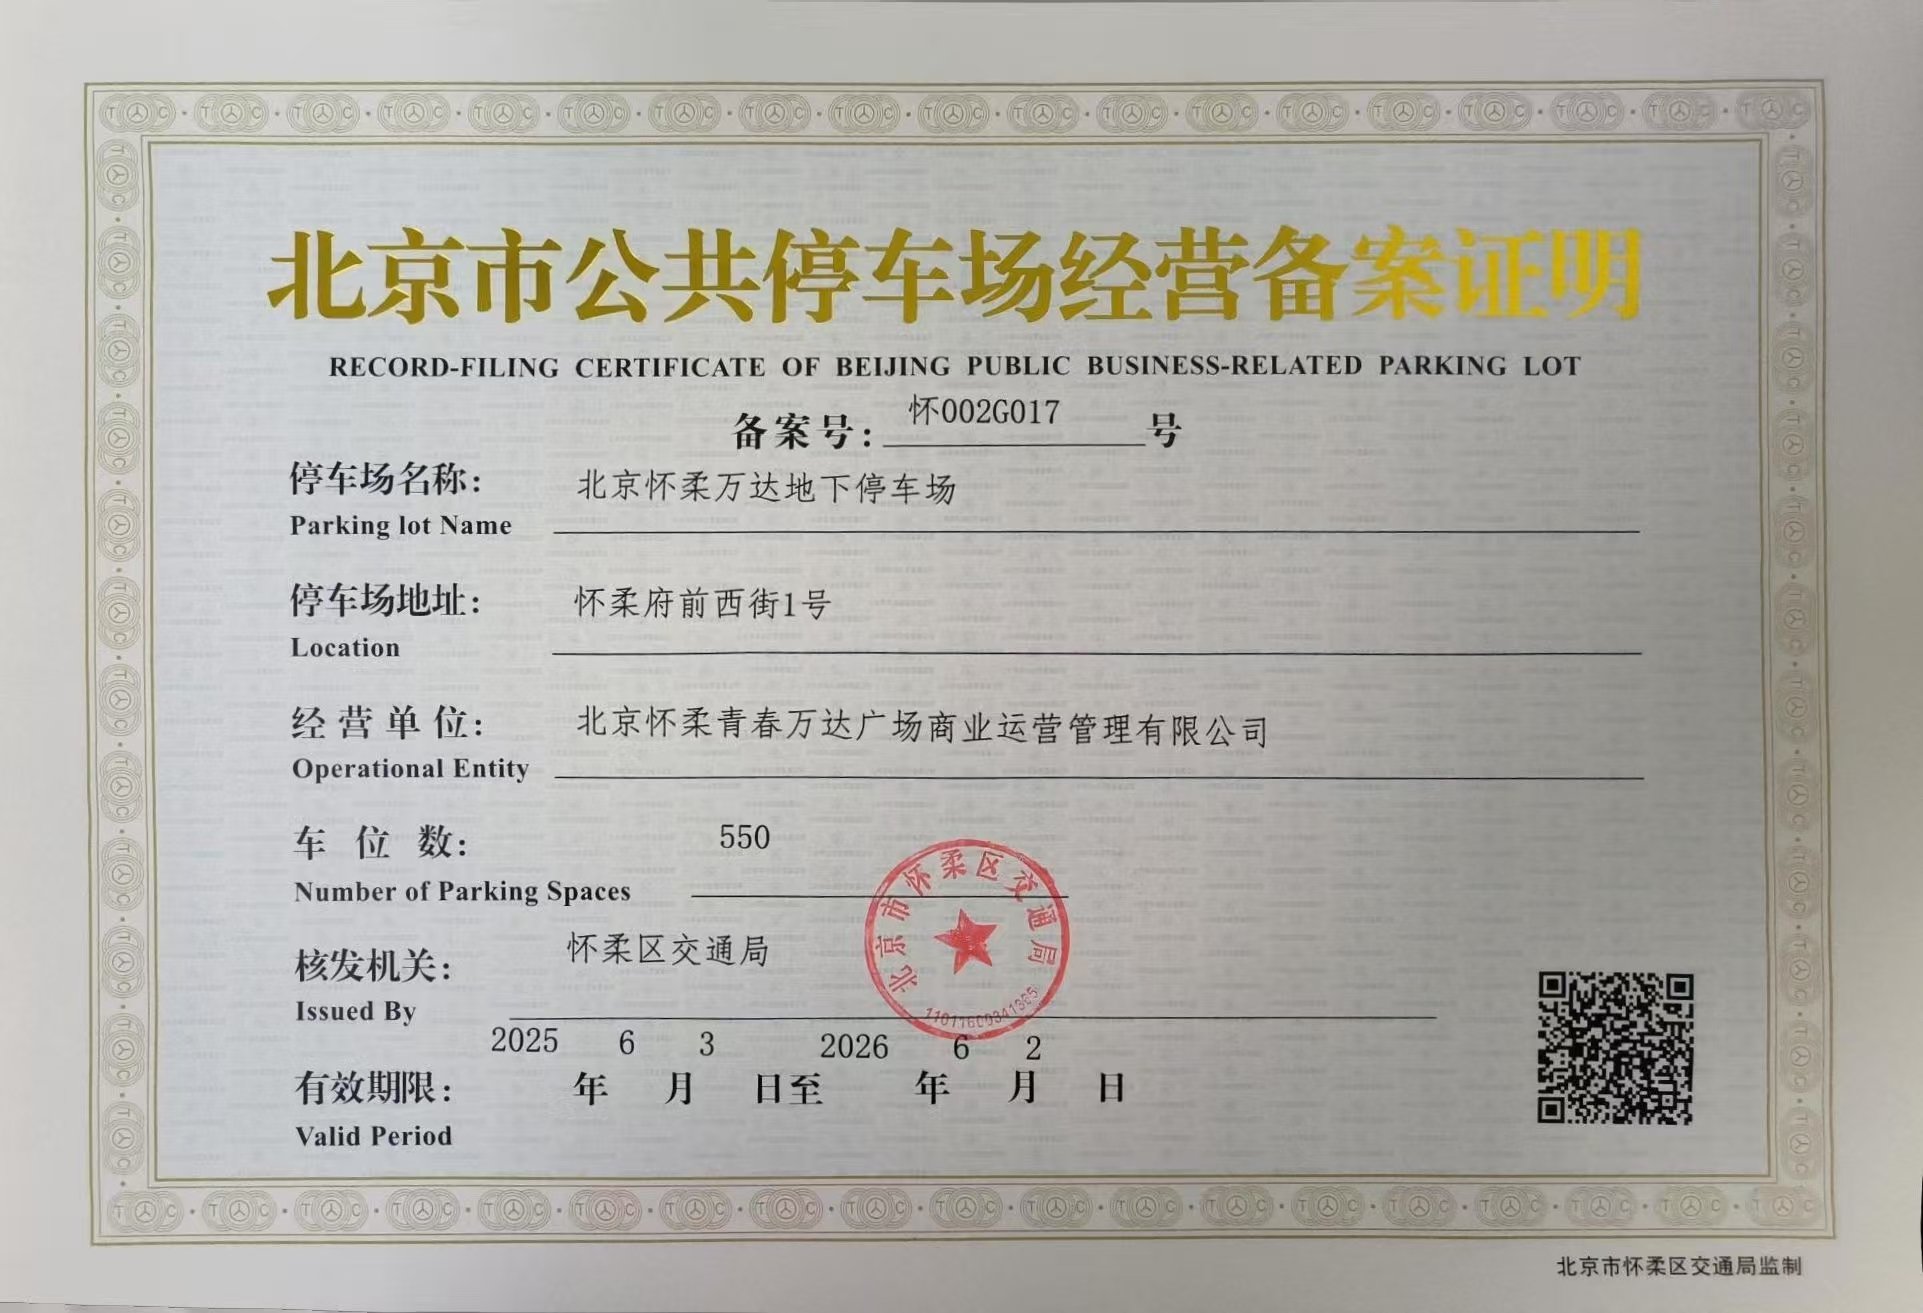 北京市公共停车场经营备案证明
RECORD-FILING CERTIFICATE OF BEIJING PUBLIC BUSINESS-RELATED PARKING LOT
备案号: 怀002G017 号
停车场名称: 北京怀柔万达地下停车场
Parking lot Name
停车场地址: 怀柔府前西街1号
Location
经营单位: 北京怀柔青春万达广场商业运营管理有限公司
Operational Entity
车位数: 550
Number of Parking Spaces
核发机关: 怀柔区交通局
Issued By
北京市怀柔区交通局
有效期限: 2025年6月3日至2026年6月2日
Valid Period
北京市怀柔区交通局监制